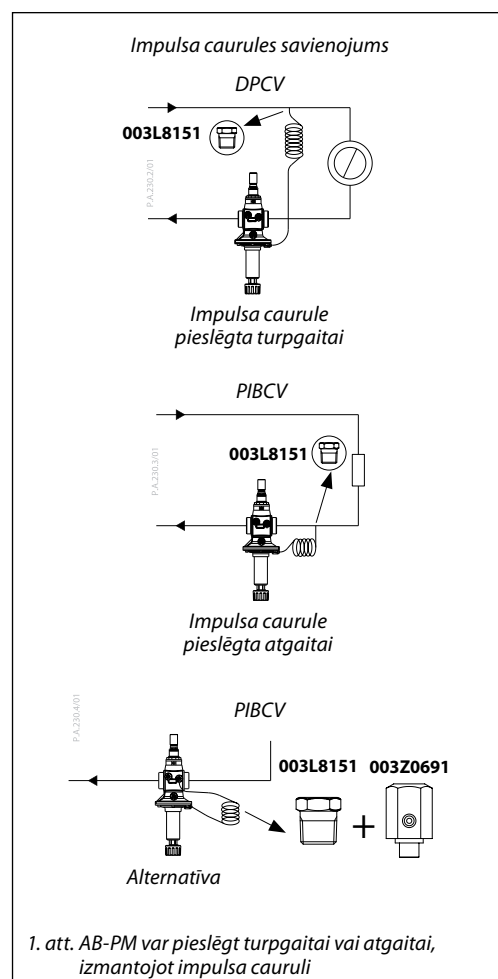 Impulsa caurules savienojums
DPCV
003L8151
P.A.230.2/01
Impulsa caurule
pieslēgta turpgaitai
PIBCV
003L8151
P.A.230.3/01
Impulsa caurule
pieslēgta atgaitai
P.A.230.4/01
PIBCV
003L8151 003Z0691
+
Alternatīva
1. att. AB-PM var pieslēgt turpgaitai vai atgaitai,
izmantojot impulsa cauruli